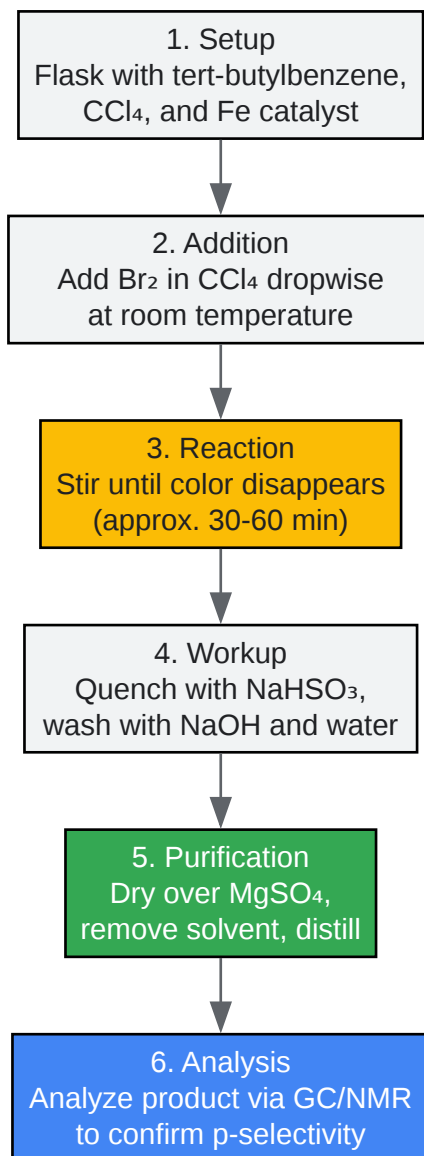 1. Setup
Flask with tert-butylbenzene,
CCl₄, and Fe catalyst
2. Addition
Add Br₂ in CCl₄ dropwise
at room temperature
3. Reaction
Stir until color disappears
(approx. 30-60 min)
4. Workup
Quench with NaHSO₃,
wash with NaOH and water
5. Purification
Dry over MgSO₄,
remove solvent, distill
6. Analysis
Analyze product via GC/NMR
to confirm p-selectivity